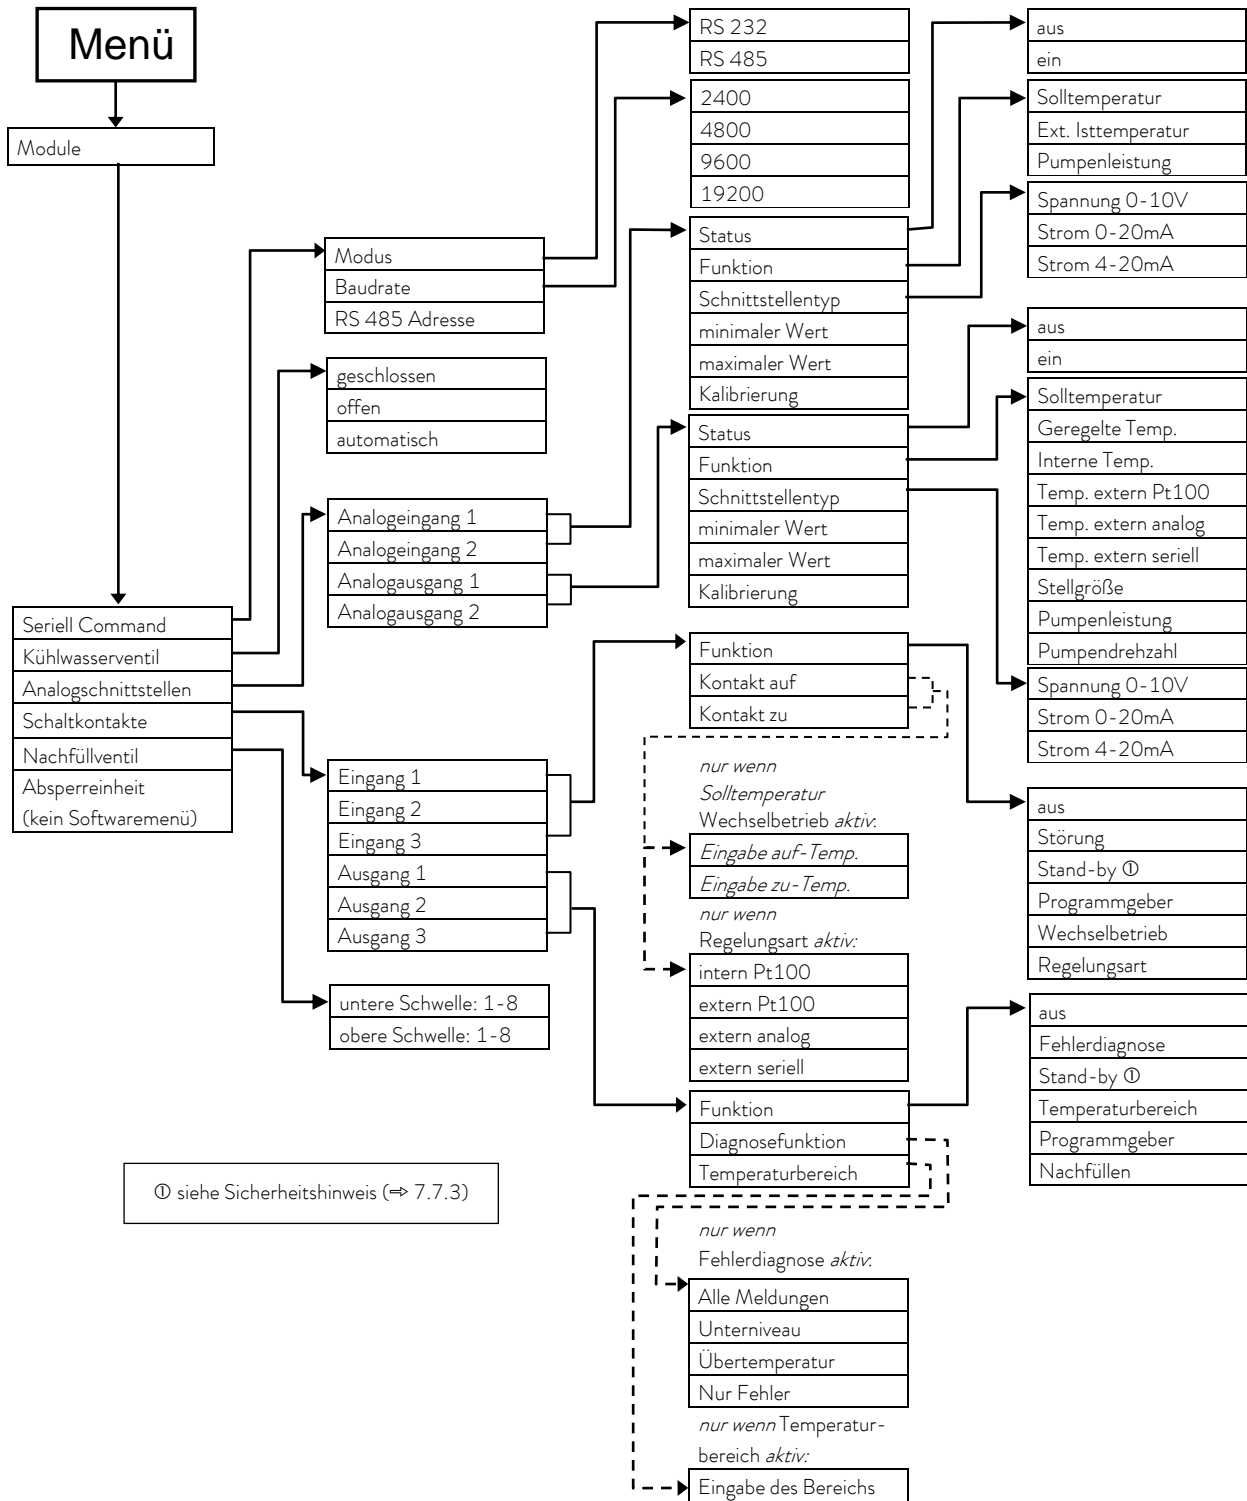 Menü
Module
Seriell Command
Kühlwasserventil
Analogschnittstellen
Schaltkontakte
Nachfüllventil
Absperreinheit
(kein Softwaremenü)
Modus
Baudrate
RS 485 Adresse
geschlossen
offen
automatisch
Analogeingang 1
Analogeingang 2
Analogausgang 1
Analogausgang 2
Eingang 1
Eingang 2
Eingang 3
Ausgang 1
Ausgang 2
Ausgang 3
untere Schwelle: 1-8
obere Schwelle: 1-8
① siehe Sicherheitshinweis (⇨ 7.7.3)
RS 232
RS 485
2400
4800
9600
19200
Status
Funktion
Schnittstellentyp
minimaler Wert
maximaler Wert
Kalibrierung
Status
Funktion
Schnittstellentyp
minimaler Wert
maximaler Wert
Kalibrierung
Funktion
Kontakt auf
Kontakt zu
nur wenn
Solltemperatur
Wechselbetrieb aktiv:
Eingabe auf-Temp.
Eingabe zu-Temp.
nur wenn
Regelungsart aktiv:
intern Pt100
extern Pt100
extern analog
extern seriell
Funktion
Diagnosefunktion
Temperaturbereich
nur wenn
Fehlerdiagnose aktiv:
Alle Meldungen
Unterniveau
Übertemperatur
Nur Fehler
nur wenn Temperatur-
bereich aktiv:
Eingabe des Bereichs
aus
ein
Solltemperatur
Ext. Isttemperatur
Pumpenleistung
Spannung 0-10V
Strom 0-20mA
Strom 4-20mA
aus
ein
Solltemperatur
Geregelte Temp.
Interne Temp.
Temp. extern Pt100
Temp. extern analog
Temp. extern seriell
Stellgröße
Pumpenleistung
Pumpendrehzahl
Spannung 0-10V
Strom 0-20mA
Strom 4-20mA
aus
Störung
Stand-by ①
Programmgeber
Wechselbetrieb
Regelungsart
aus
Fehlerdiagnose
Stand-by ①
Temperaturbereich
Programmgeber
Nachfüllen